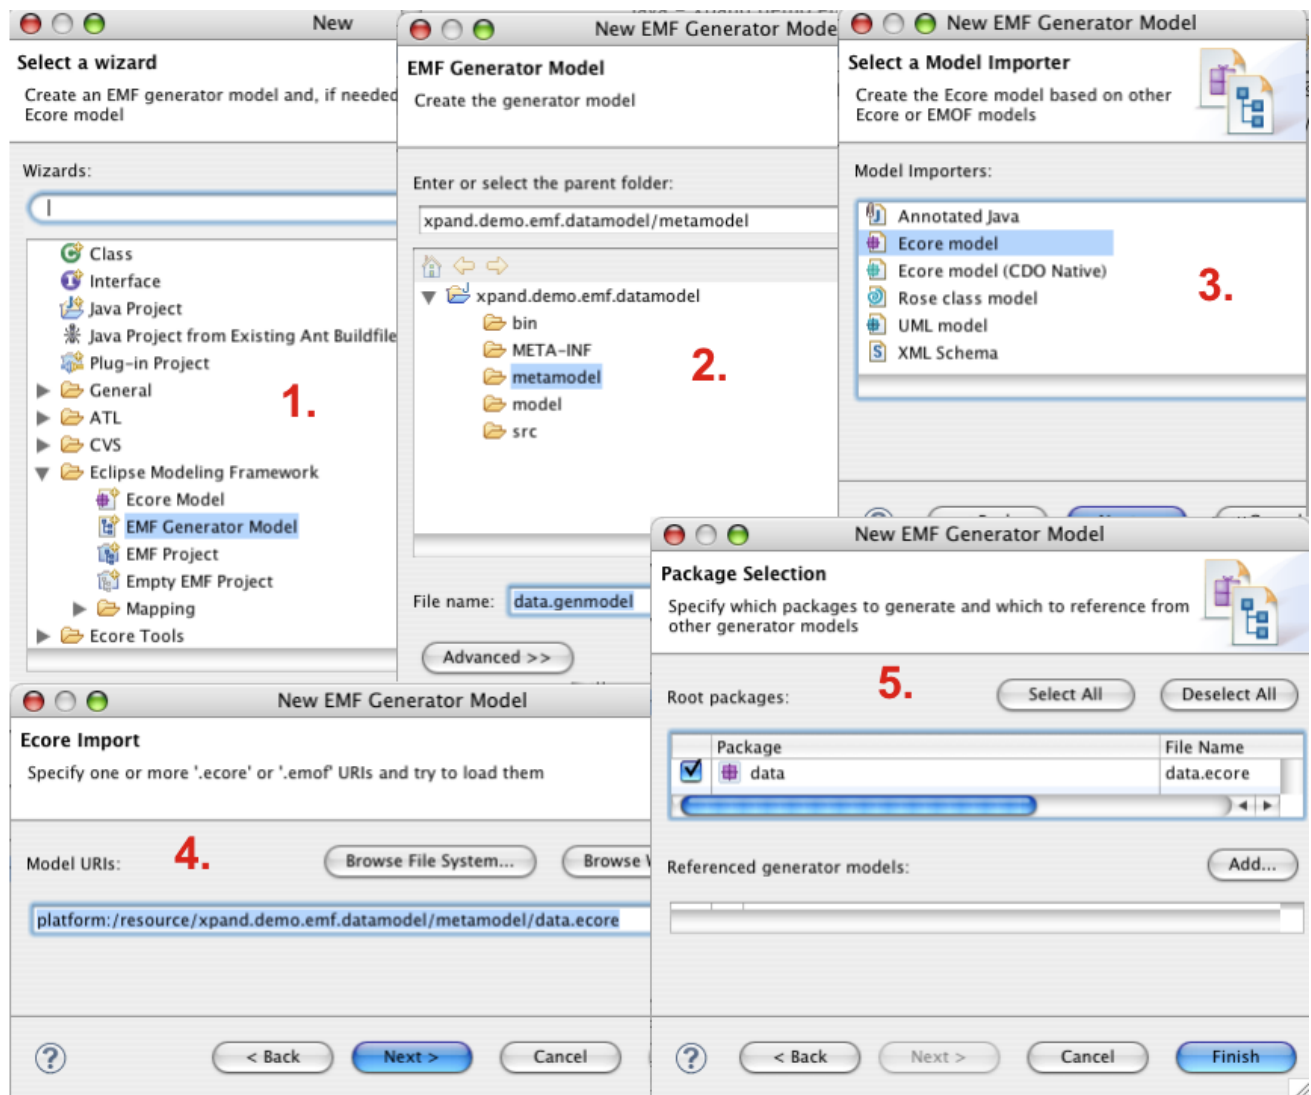 New
Select a wizard
Create an EMF generator model and, if needed
Ecore model
Wizards:
Class
Interface
Java Project
Java Project from Existing Ant Buildfile
Plug-in Project
General
1.
ATL
CVS
Eclipse Modeling Framework
Ecore Model
EMF Generator Model
EMF Project
Empty EMF Project
Mapping
Ecore Tools
New EMF Generator Mode
EMF Generator Model
Create the generator model
Enter or select the parent folder:
xpand.demo.emf.datamodel/metamodel
xpand.demo.emf.datamodel
bin
META-INF
2.
metamodel
model
src
File name: data.genmodel
Advanced >>
New EMF Generator Model
Select a Model Importer
Create the Ecore model based on other
Ecore or EMOF models
Model Importers:
Annotated Java
Ecore model
Ecore model (CDO Native)
3.
Rose class model
UML model
XML Schema
New EMF Generator Model
Ecore Import
Specify one or more '.ecore' or '.emof' URIs and try to load them
4.
Model URIs: Browse File System... Browse
platform:/resource/xpand.demo.emf.datamodel/metamodel/data.ecore
< Back Next > Cancel
New EMF Generator Model
Package Selection
Specify which packages to generate and which to reference from
other generator models
5.
Root packages: Select All Deselect All
Package File Name
data data.ecore
Referenced generator models: Add...
< Back Next > Cancel Finish